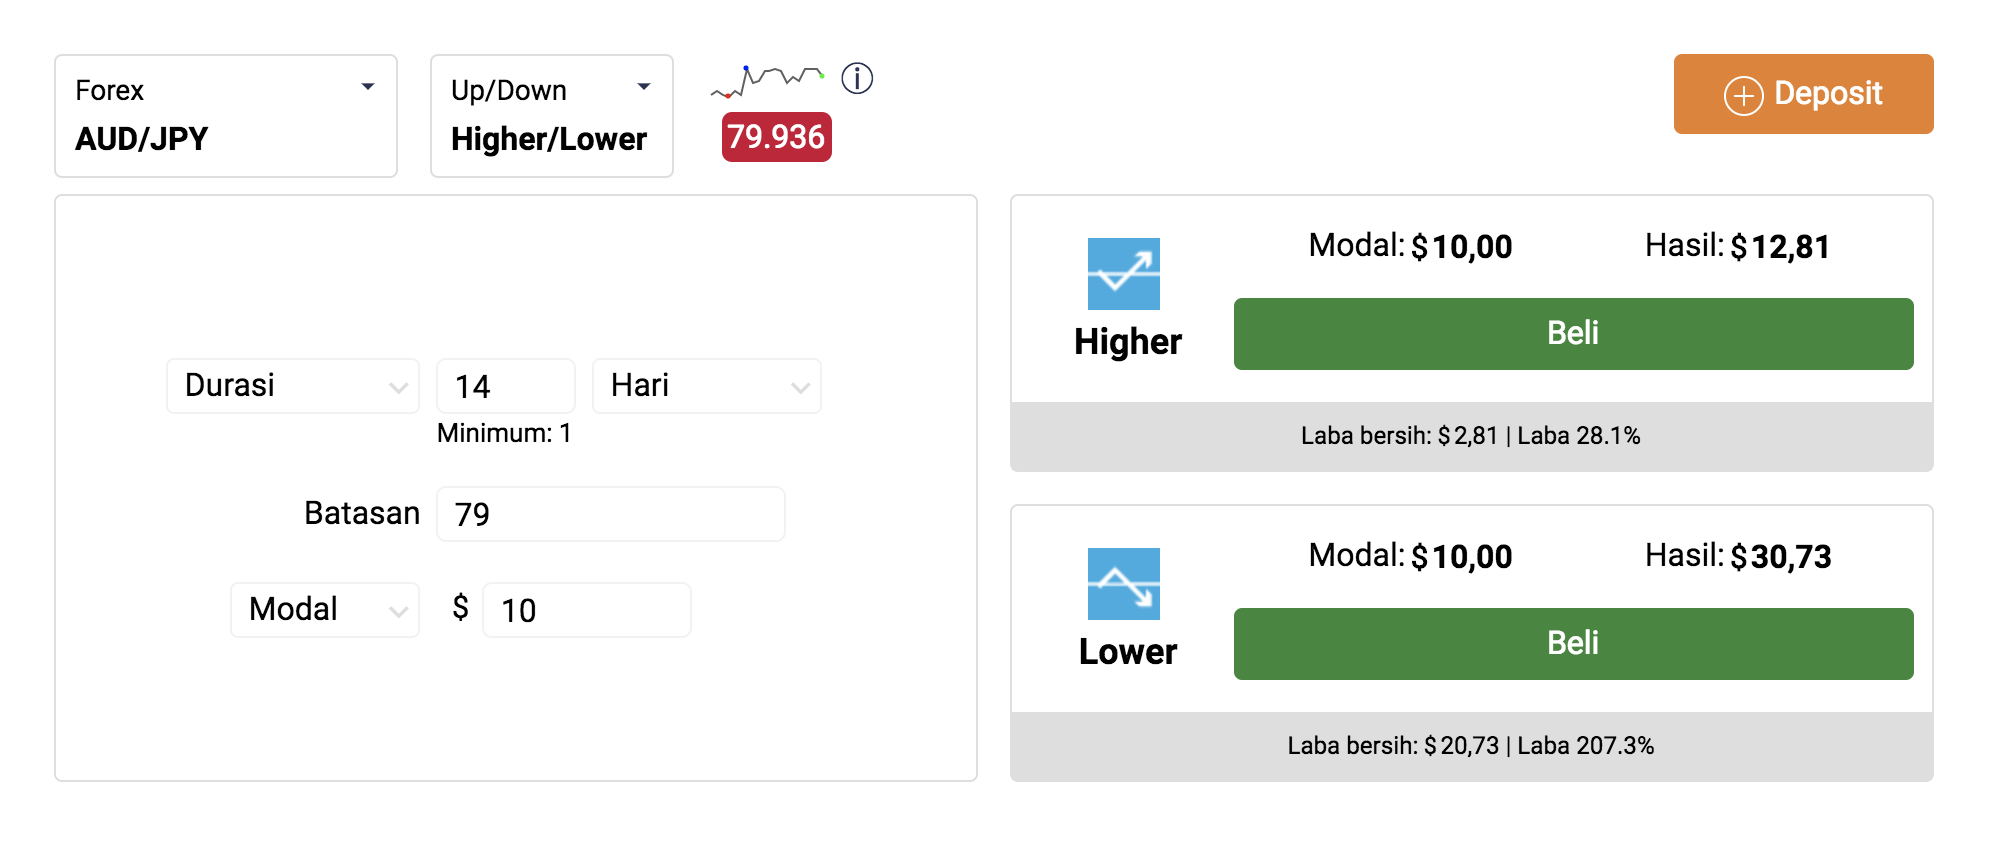 Forex
AUD/JPY
Up/Down
Higher/Lower
79.936
Deposit
Durasi
14
Hari
Minimum: 1
Batasan
79
Modal
$
10
Modal: $10,00
Hasil: $12,81
Higher
Beli
Laba bersih: $2,81 | Laba 28.1%
Modal: $10,00
Hasil: $30,73
Lower
Beli
Laba bersih: $20,73 | Laba 207.3%